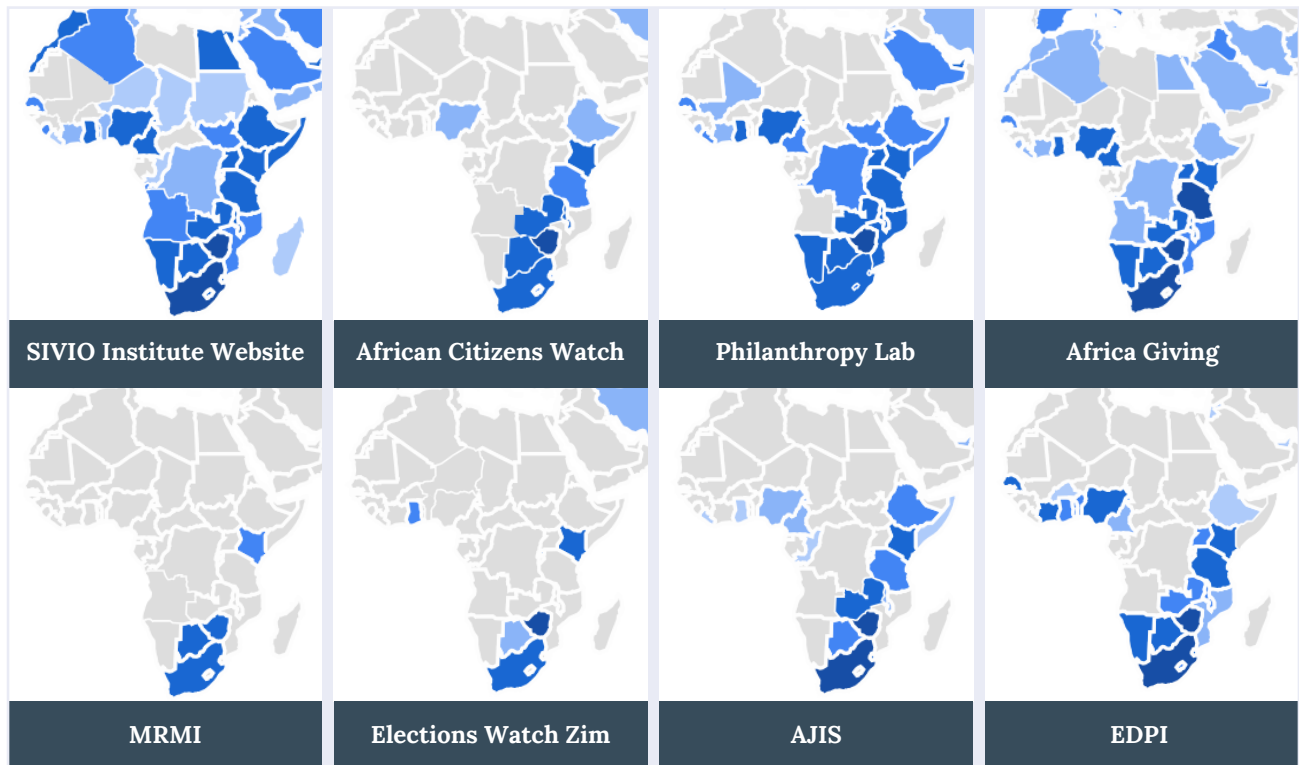 SIVIO Institute Website
African Citizens Watch
Philanthropy Lab
Africa Giving
MRMI
Elections Watch Zim
AJIS
EDPI